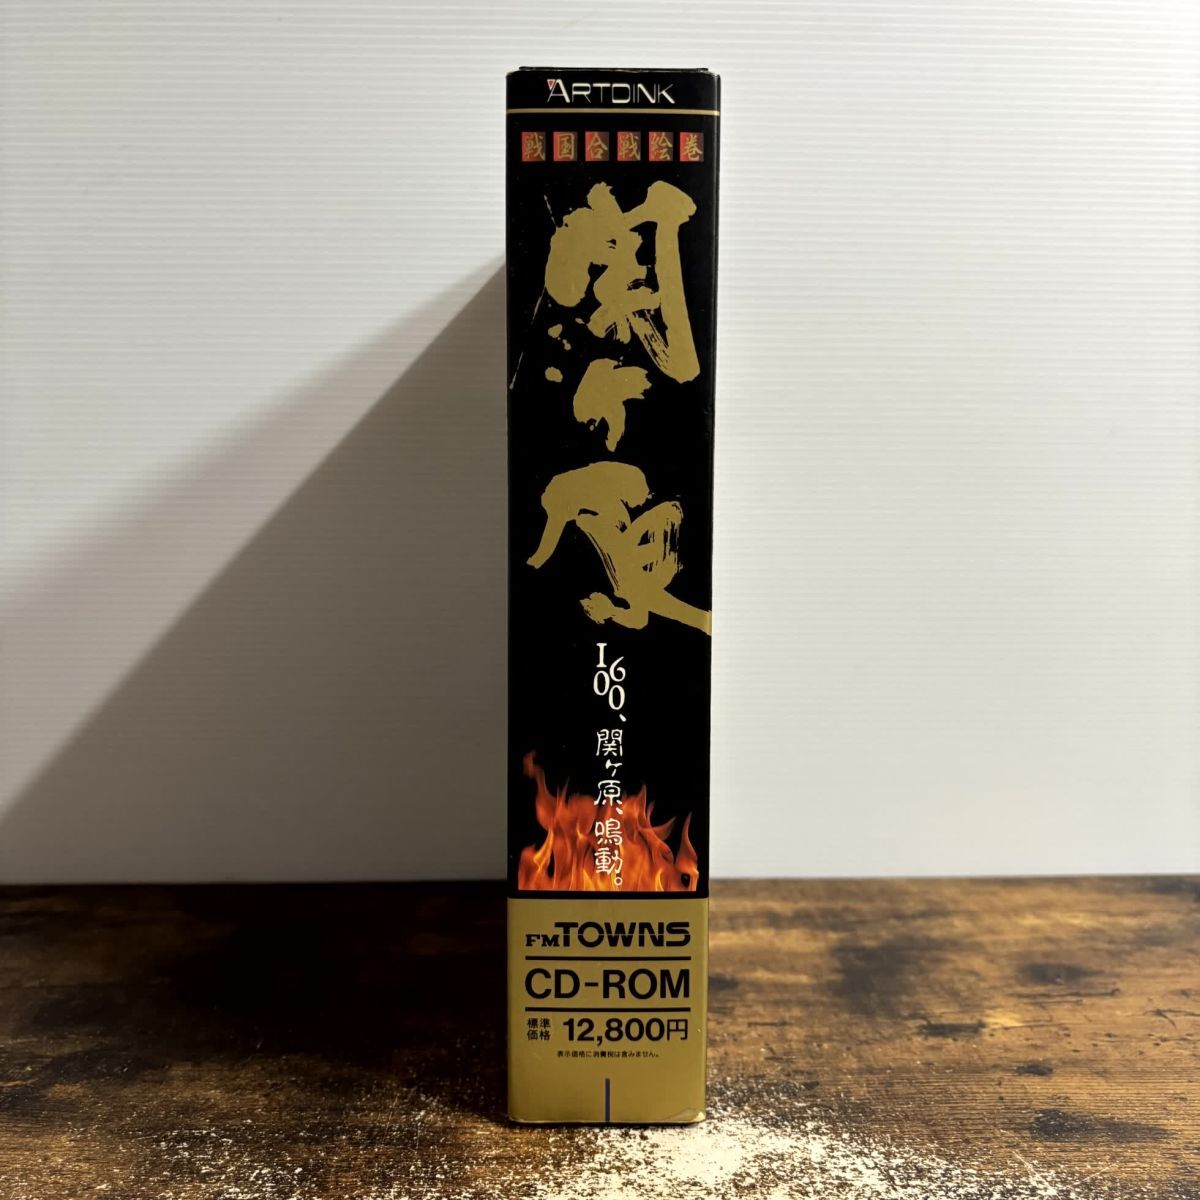 ARTDINK
戦国合戦絵巻
関ヶ原
1600、関ヶ原、鳴動。
FM TOWNS
CD-ROM
標準価格 12,800円
表示価格に消費税は含みません。